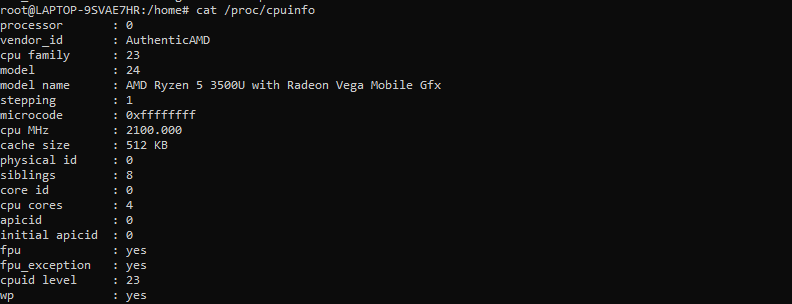 root@LAPTOP-9SVAE7HR:/home# cat /proc/cpuinfo
processor : 0
vendor_id : AuthenticAMD
cpu family : 23
model : 24
model name : AMD Ryzen 5 3500U with Radeon Vega Mobile Gfx
stepping : 1
microcode : 0xffffffff
cpu MHz : 2100.000
cache size : 512 KB
physical id : 0
siblings : 8
core id : 0
cpu cores : 4
apicid : 0
initial apicid : 0
fpu : yes
fpu_exception : yes
cpuid level : 23
wp : yes